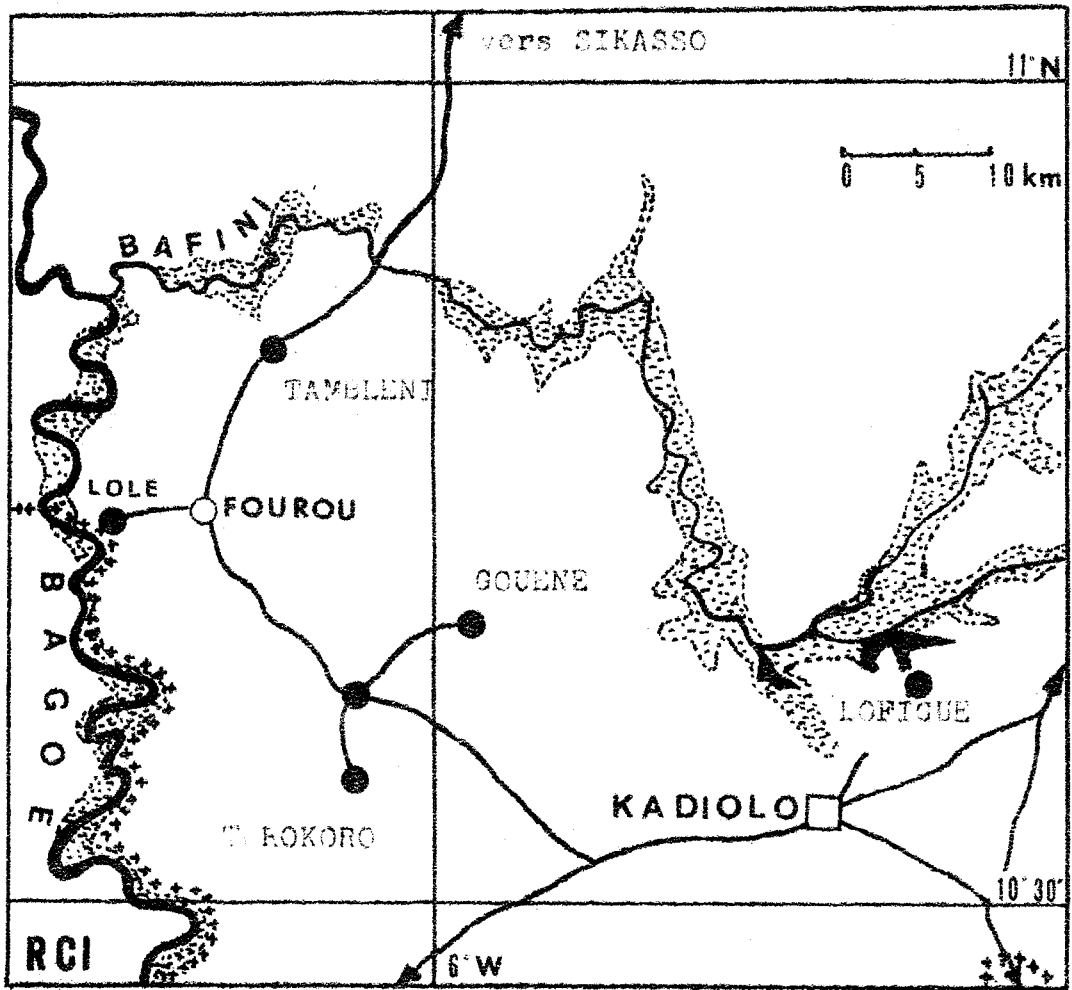 vers SIKASSO
11° N
0 5 10 km
BAFINI
TAMBLENI
LOLE
FOUROU
GOUENE
BAGOE
LOFIGUE
KADIOLO
ROKORO
10° 30'
RCI
6° W